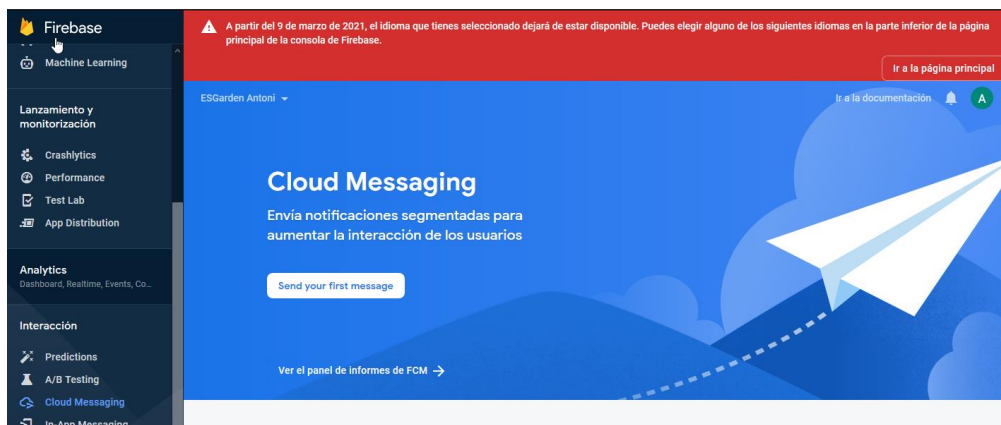 Firebase
Machine Learning
Lanzamiento y
monitorización
Crashlytics
Performance
Test Lab
App Distribution
Analytics
Dashboard, Realtime, Events, Co...
Interacción
Predictions
A/B Testing
Cloud Messaging
In-App Messaging
A partir del 9 de marzo de 2021, el idioma que tienes seleccionado dejará de estar disponible. Puedes elegir alguno de los siguientes idiomas en la parte inferior de la página
principal de la consola de Firebase.
Ir a la página principal
ESGarden Antoni
Ir a la documentación
A
Cloud Messaging
Envía notificaciones segmentadas para
aumentar la interacción de los usuarios
Send your first message
Ver el panel de informes de FCM →